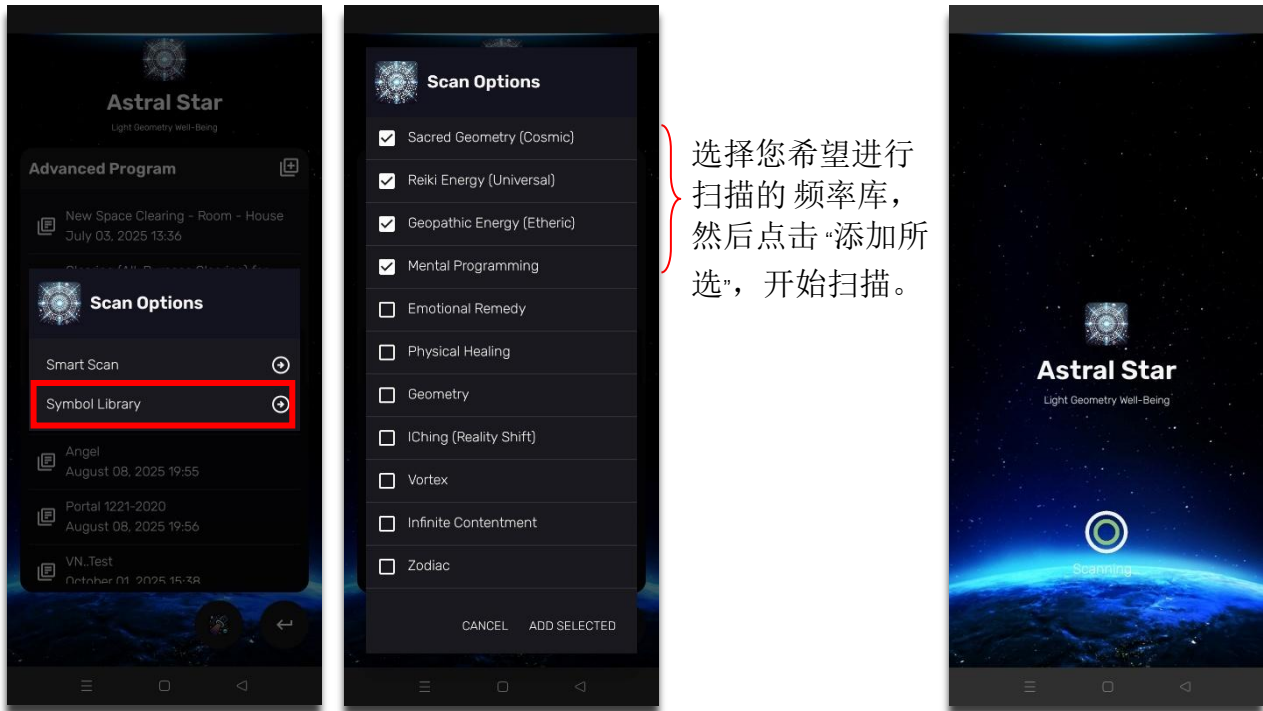 Astral Star
Light Geometry Well-Being
Advanced Program
New Space Clearing - Room - House
July 03, 2025 13:36
Scan Options
Smart Scan
Symbol Library
Angel
August 08, 2025 19:55
Portal 1221-2020
August 08, 2025 19:56
VN..Test
October 01, 2025 15:38
Scan Options
Sacred Geometry (Cosmic)
Reiki Energy (Universal)
Geopathic Energy (Etheric)
Mental Programming
Emotional Remedy
Physical Healing
Geometry
IChing (Reality Shift)
Vortex
Infinite Contentment
Zodiac
CANCEL ADD SELECTED
选择您希望进行
扫描的 频率库，
然后点击 “添加所
选”，开始扫描。
Astral Star
Light Geometry Well-Being
Scanning